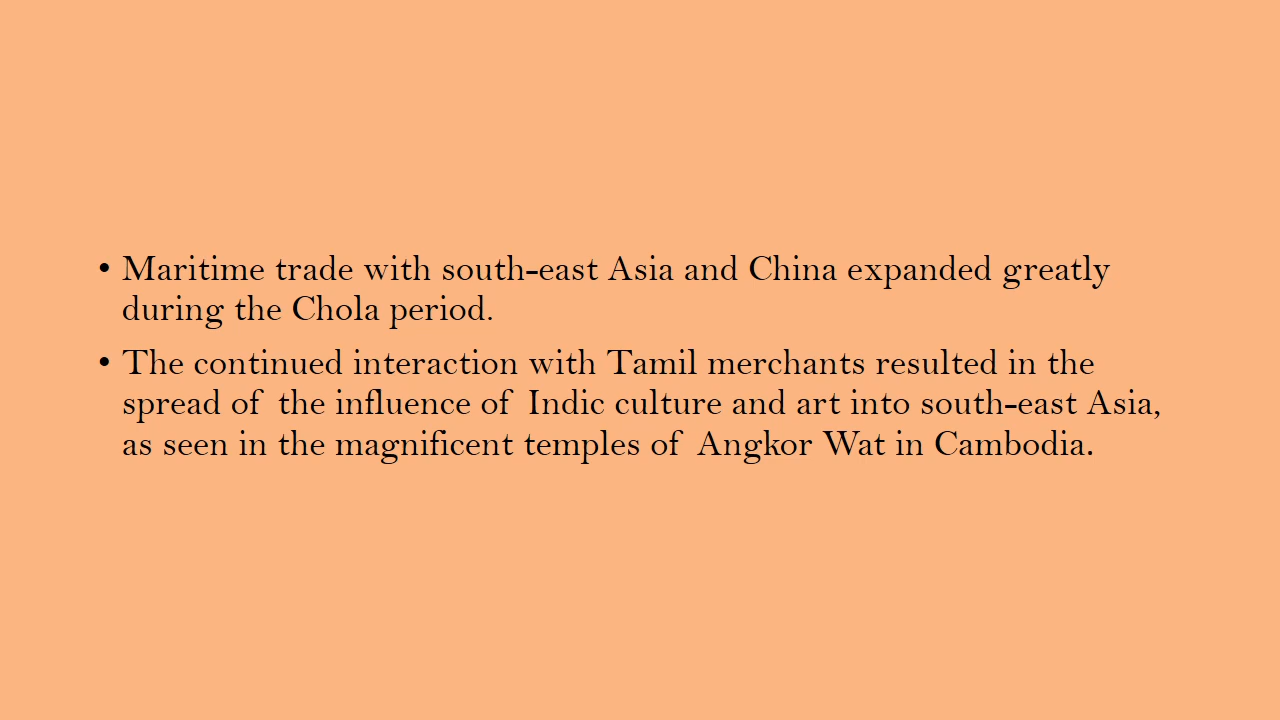 • Maritime trade with south-east Asia and China expanded greatly
during the Chola period.
• The continued interaction with Tamil merchants resulted in the
spread of  the influence of  Indic culture and art into south-east Asia,
as seen in the magnificent temples of  Angkor Wat in Cambodia.